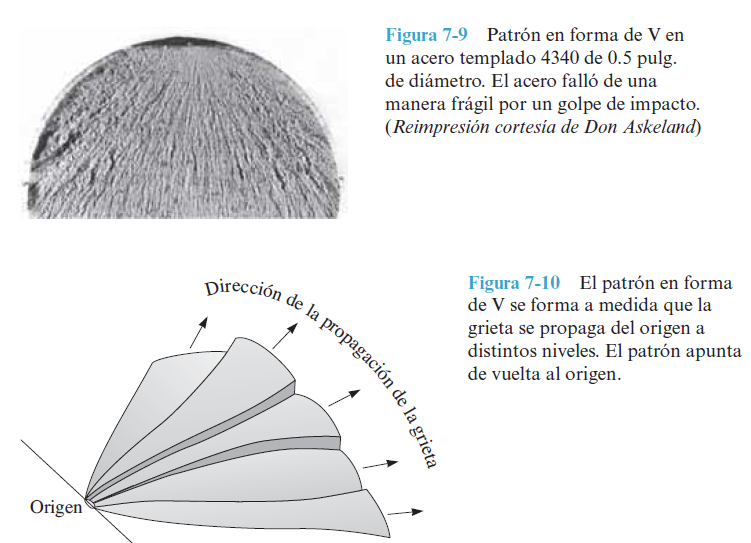 Figura 7-9 Patrón en forma de V en
un acero templado 4340 de 0.5 pulg.
de diámetro. El acero falló de una
manera frágil por un golpe de impacto.
(Reimpresión cortesía de Don Askeland)
Dirección de la propagación de la grieta
Figura 7-10 El patrón en forma
de V se forma a medida que la
grieta se propaga del origen a
distintos niveles. El patrón apunta
de vuelta al origen.
Origen